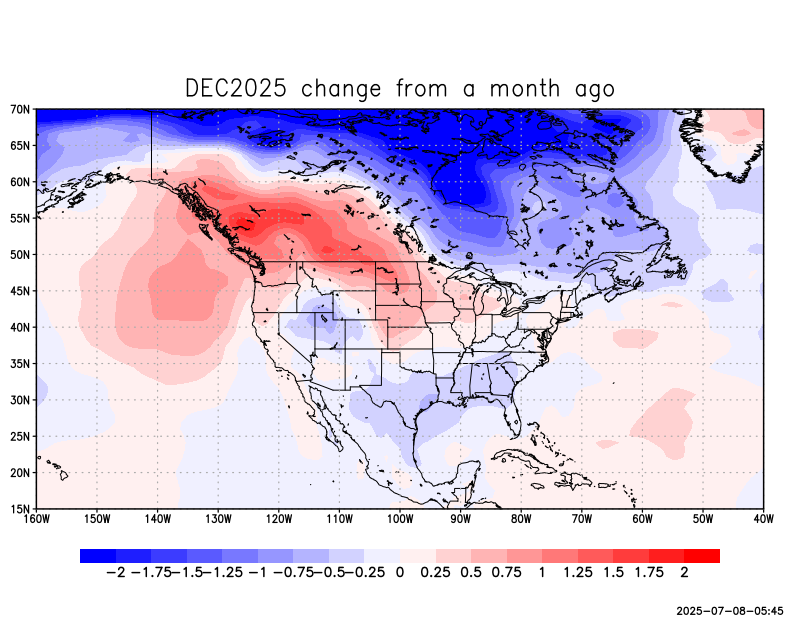 DEC2025 change from a month ago
70N
65N
60N
55N
50N
45N
40N
35N
30N
25N
20N
15N
160W 150W 140W 130W 120W 110W 100W 90W 80W 70W 60W 50W 40W
-2 -1.75 -1.5 -1.25 -1 -0.75 -0.5 -0.25 0 0.25 0.5 0.75 1 1.25 1.5 1.75 2
2025-07-08-05:45